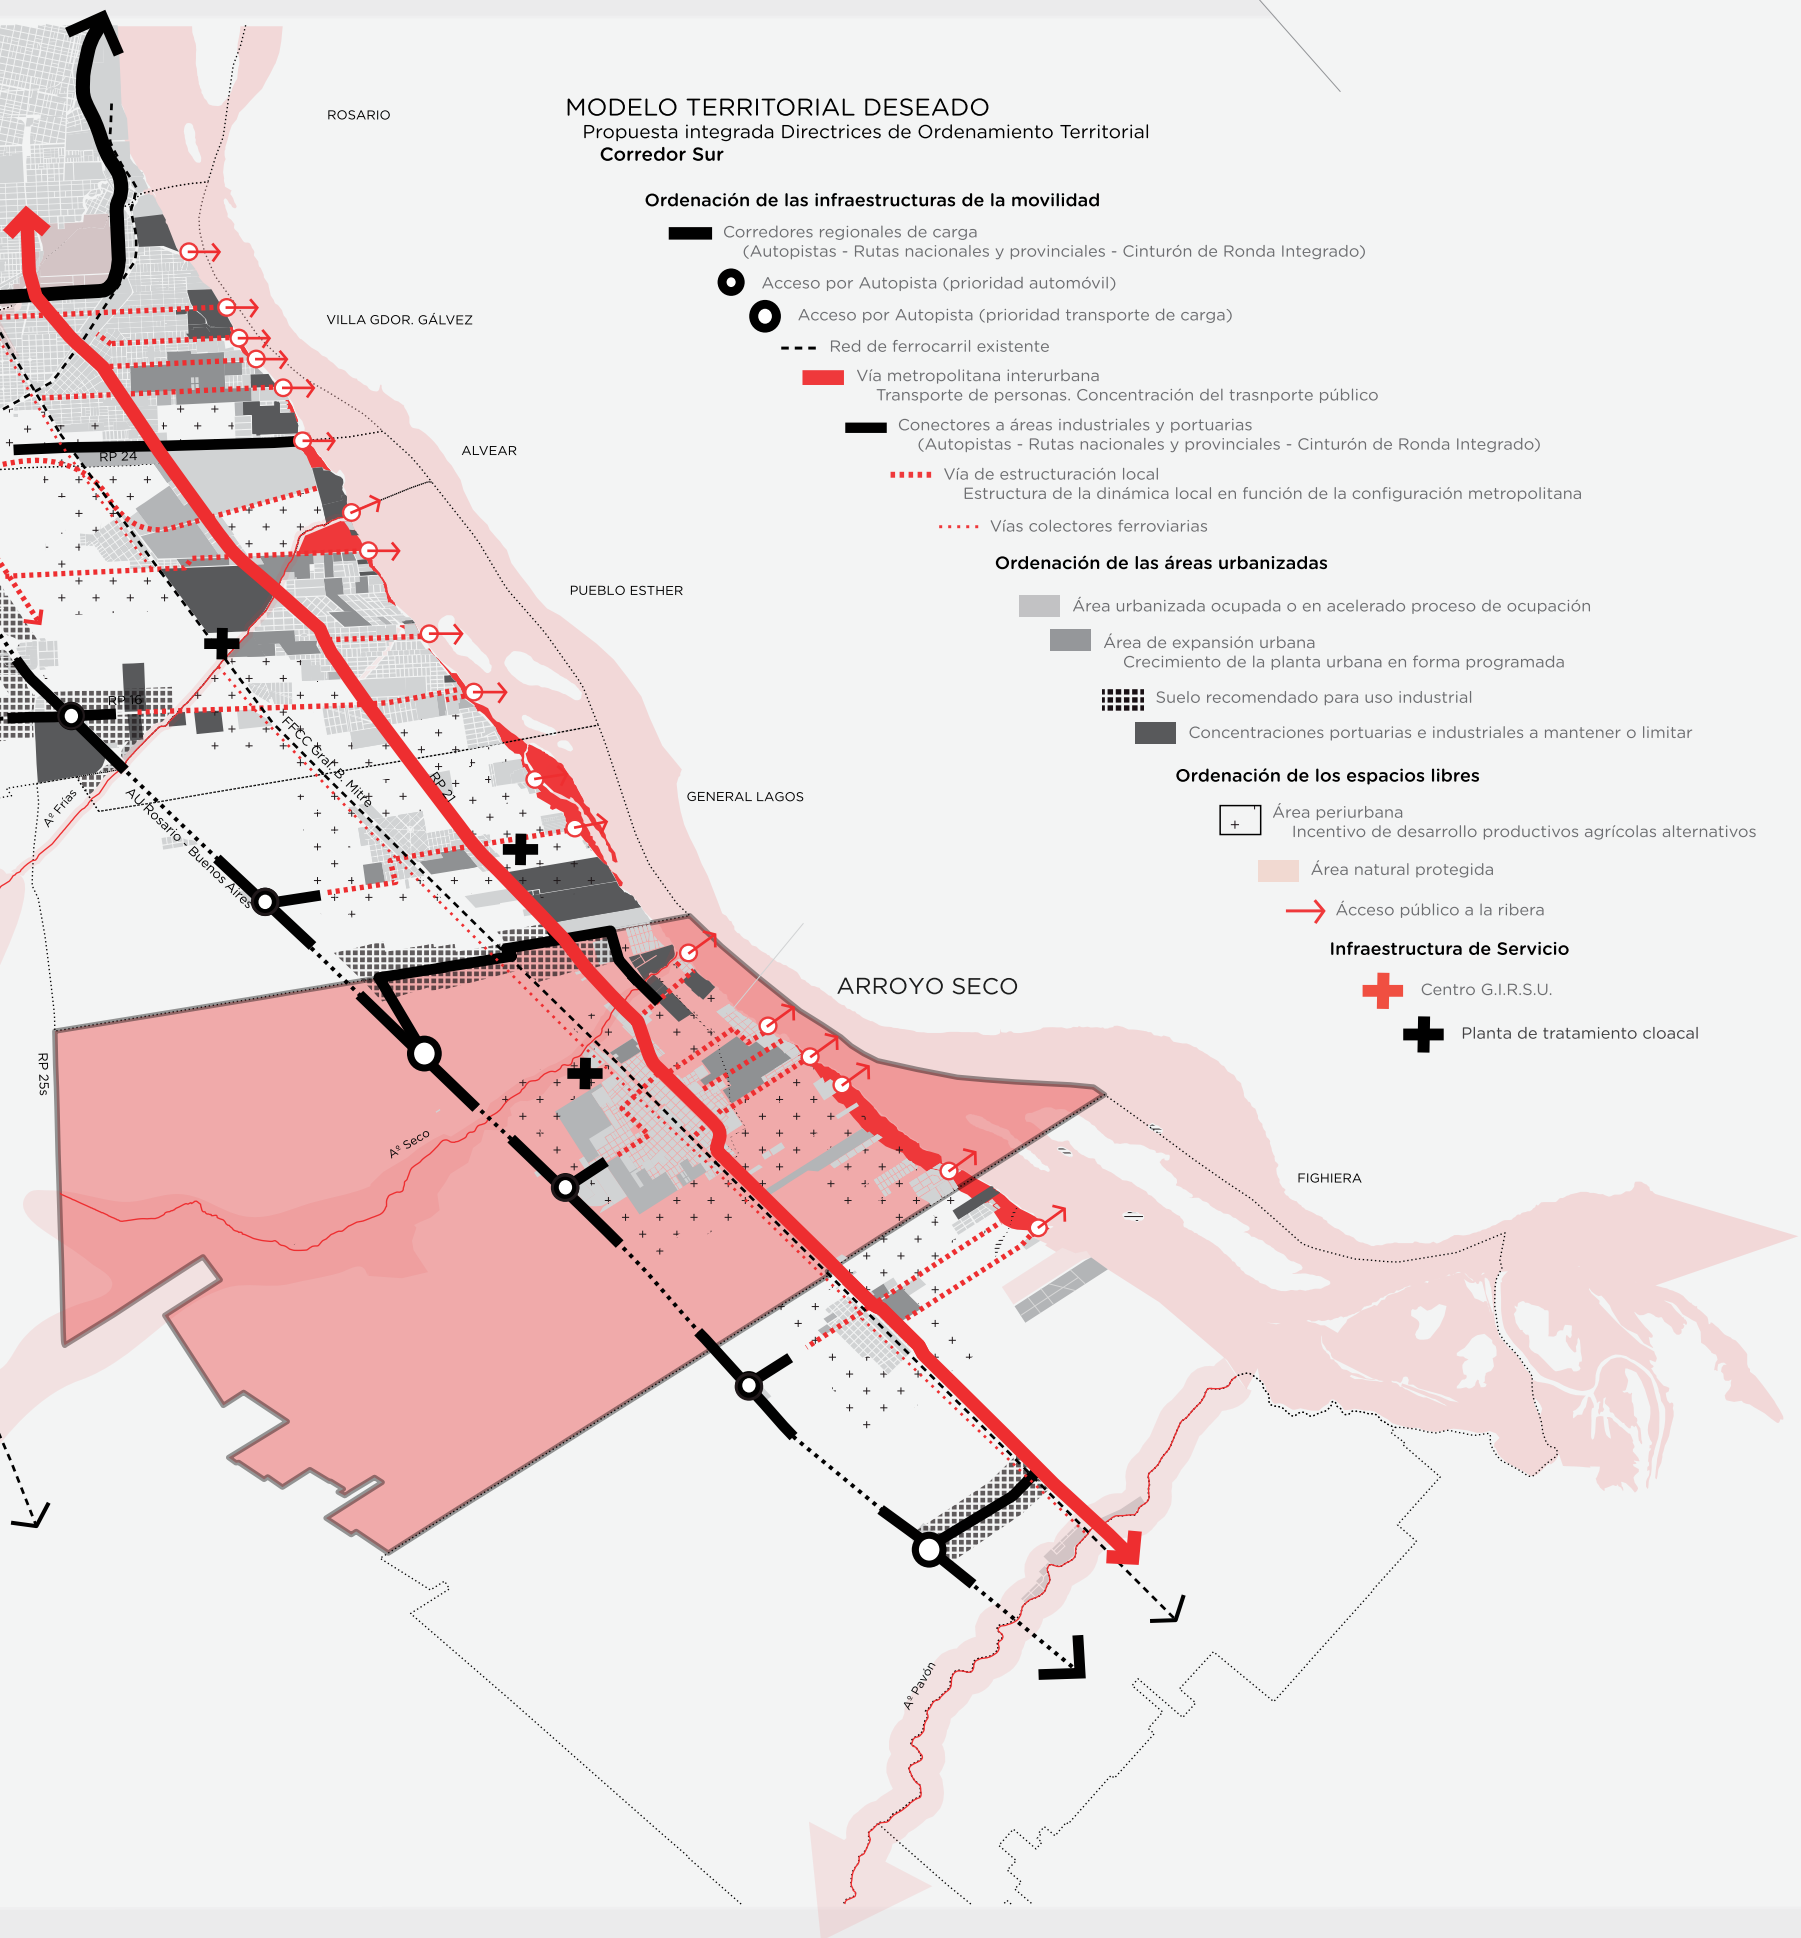 MODELO TERRITORIAL DESEADO
Propuesta integrada Directrices de Ordenamiento Territorial
Corredor Sur
Ordenación de las infraestructuras de la movilidad
Corredores regionales de carga
(Autopistas - Rutas nacionales y provinciales - Cinturón de Ronda Integrado)
Acceso por Autopista (prioridad automóvil)
Acceso por Autopista (prioridad transporte de carga)
Red de ferrocarril existente
Vía metropolitana interurbana
Transporte de personas. Concentración del trasnporte público
Conectores a áreas industriales y portuarias
(Autopistas - Rutas nacionales y provinciales - Cinturón de Ronda Integrado)
Vía de estructuración local
Estructura de la dinámica local en función de la configuración metropolitana
Vías colectores ferroviarias
Ordenación de las áreas urbanizadas
Área urbanizada ocupada o en acelerado proceso de ocupación
Área de expansión urbana
Crecimiento de la planta urbana en forma programada
Suelo recomendado para uso industrial
Concentraciones portuarias e industriales a mantener o limitar
Ordenación de los espacios libres
Área periurbana
Incentivo de desarrollo productivos agrícolas alternativos
Área natural protegida
Ácceso público a la ribera
Infraestructura de Servicio
Centro G.I.R.S.U.
Planta de tratamiento cloacal
ROSARIO
VILLA GDOR. GÁLVEZ
ALVEAR
RP 24
PUEBLO ESTHER
RP 16
FFCC Gral. B. Mitre
RP 21
GENERAL LAGOS
Aº Frias
AU Rosario - Buenos Aires
ARROYO SECO
RP 25s
Aº Seco
FIGHIERA
Aº Pavón